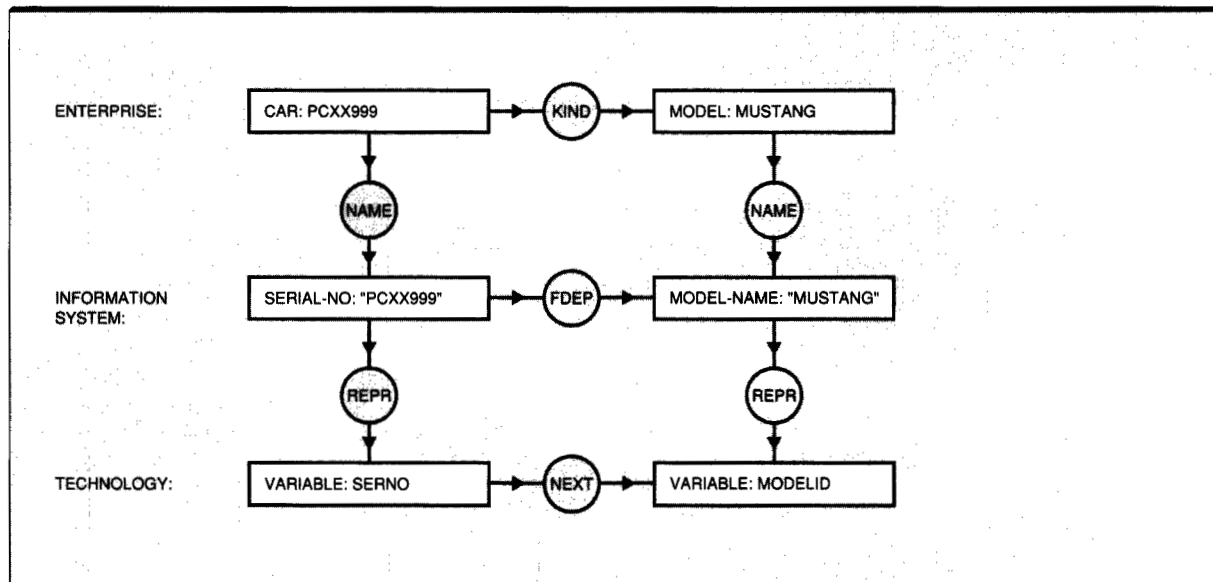 ENTERPRISE: CAR: PCXX999 KIND MODEL: MUSTANG
NAME NAME
INFORMATION SYSTEM: SERIAL-NO: "PCXX999" FDEP MODEL-NAME: "MUSTANG"
REPR REPR
TECHNOLOGY: VARIABLE: SERNO NEXT VARIABLE: MODELID